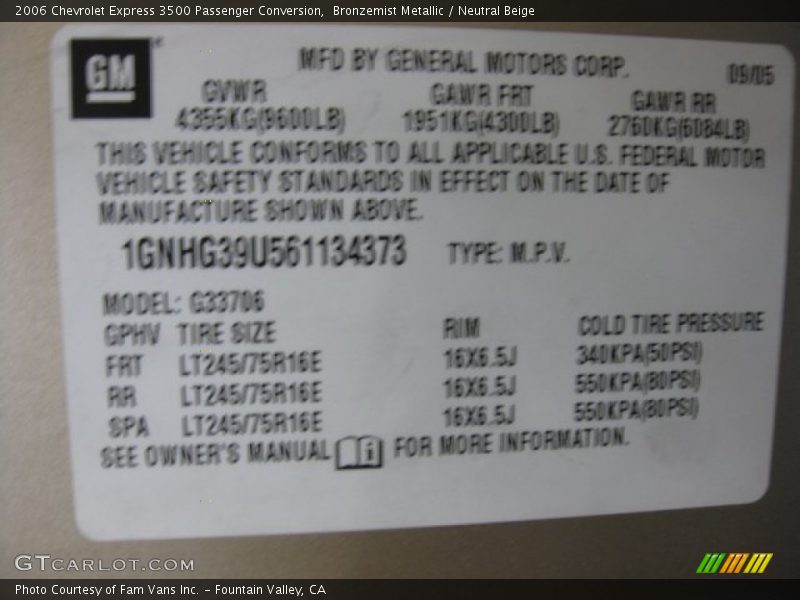 2006 Chevrolet Express 3500 Passenger Conversion, Bronzemist Metallic / Neutral Beige
GM
MFD BY GENERAL MOTORS CORP. 09/05
GVWR GAWR FRT GAWR RR
4355KG(9600LB) 1951KG(4300LB) 2760KG(6084LB)
THIS VEHICLE CONFORMS TO ALL APPLICABLE U.S. FEDERAL MOTOR
VEHICLE SAFETY STANDARDS IN EFFECT ON THE DATE OF
MANUFACTURE SHOWN ABOVE.
1GNHG39U561134373 TYPE: M.P.V.
MODEL: G33706
GPHV TIRE SIZE RIM COLD TIRE PRESSURE
FRT LT245/75R16E 16X6.5J 340KPA(50PSI)
RR LT245/75R16E 16X6.5J 550KPA(80PSI)
SPA LT245/75R16E 16X6.5J 550KPA(80PSI)
SEE OWNER'S MANUAL i FOR MORE INFORMATION.
GTCARLOT.COM
Photo Courtesy of Fam Vans Inc. - Fountain Valley, CA